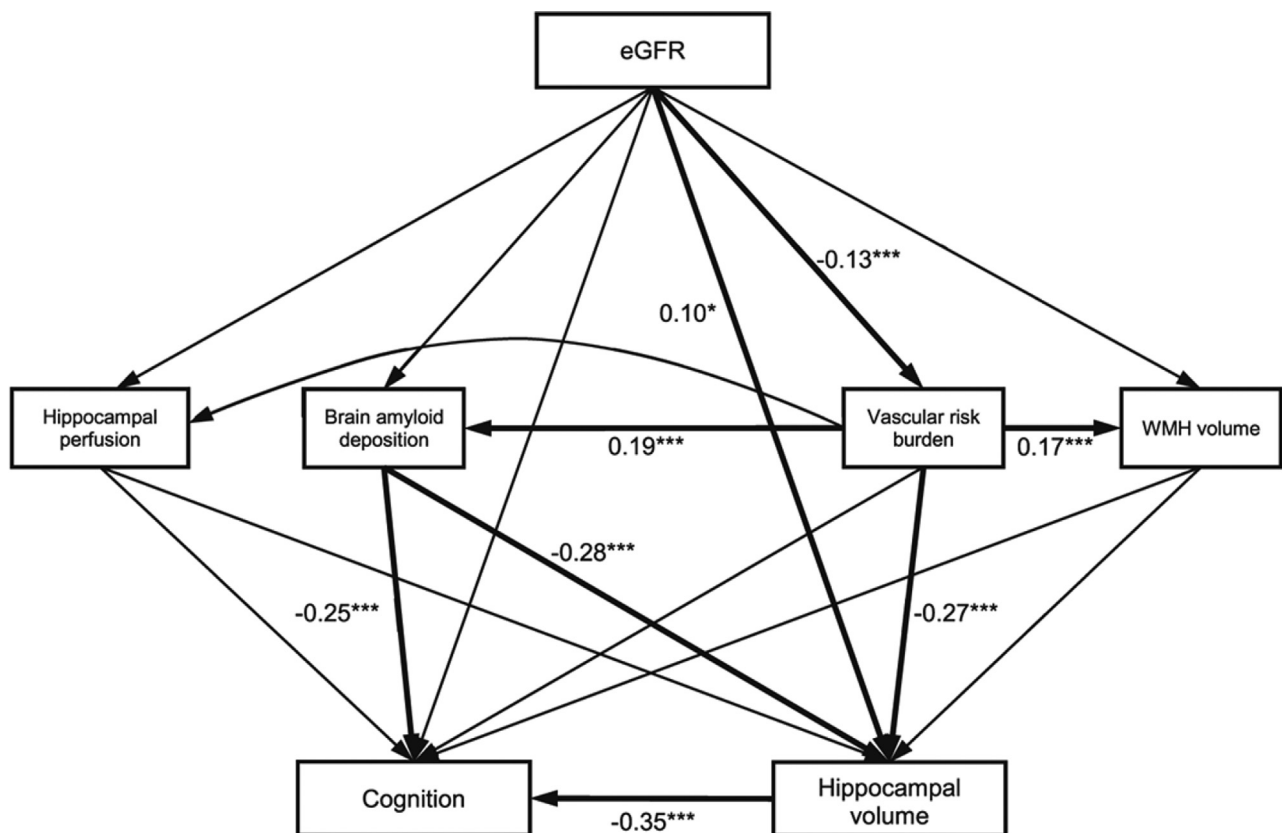 eGFR
-0.13***
0.10*
Hippocampal
perfusion
Brain amyloid
deposition
Vascular risk
burden
WMH volume
0.19***
0.17***
-0.28***
-0.25***
-0.27***
Cognition
Hippocampal
volume
-0.35***